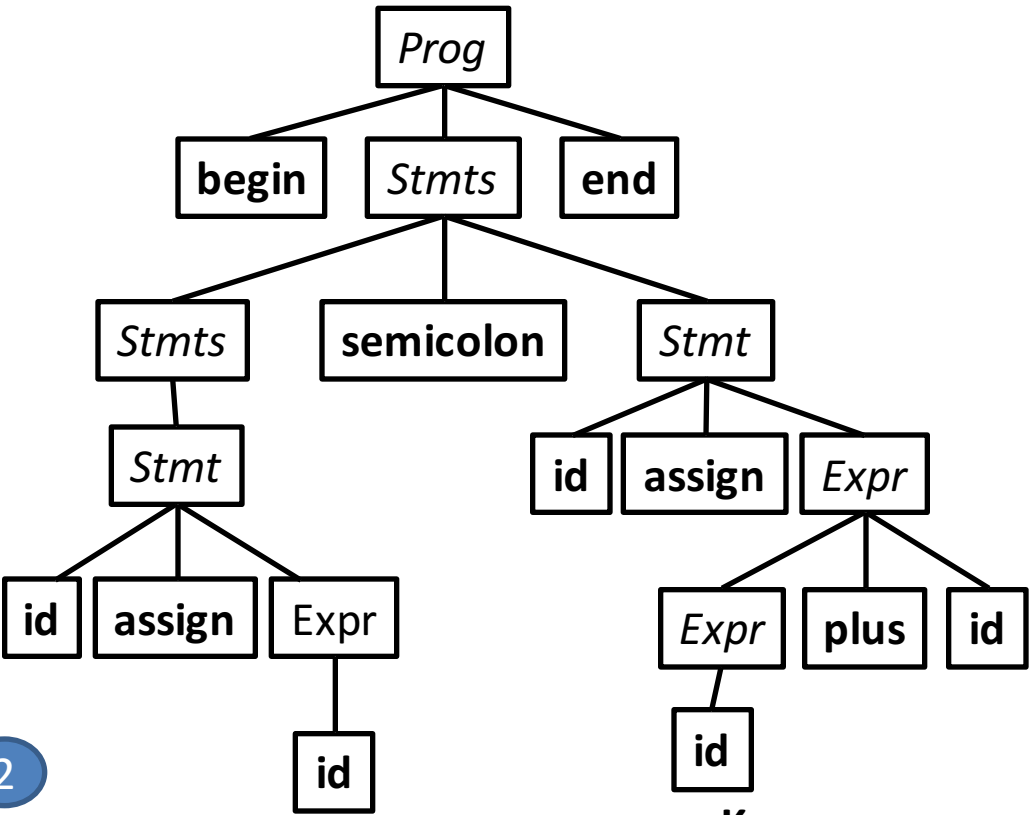 Prog
begin Stmts end
Stmts semicolon Stmt
Stmt
id assign Expr
id assign Expr
Expr plus id
id
id
2